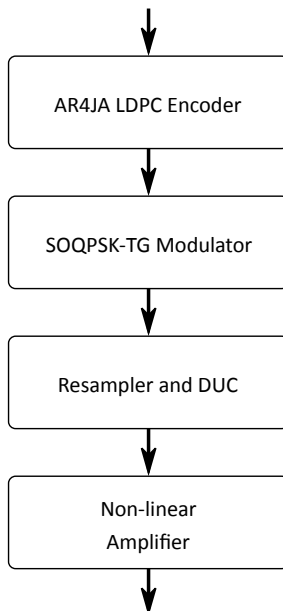 AR4JA LDPC Encoder
SOQPSK-TG Modulator
Resampler and DUC
Non-linear
Amplifier